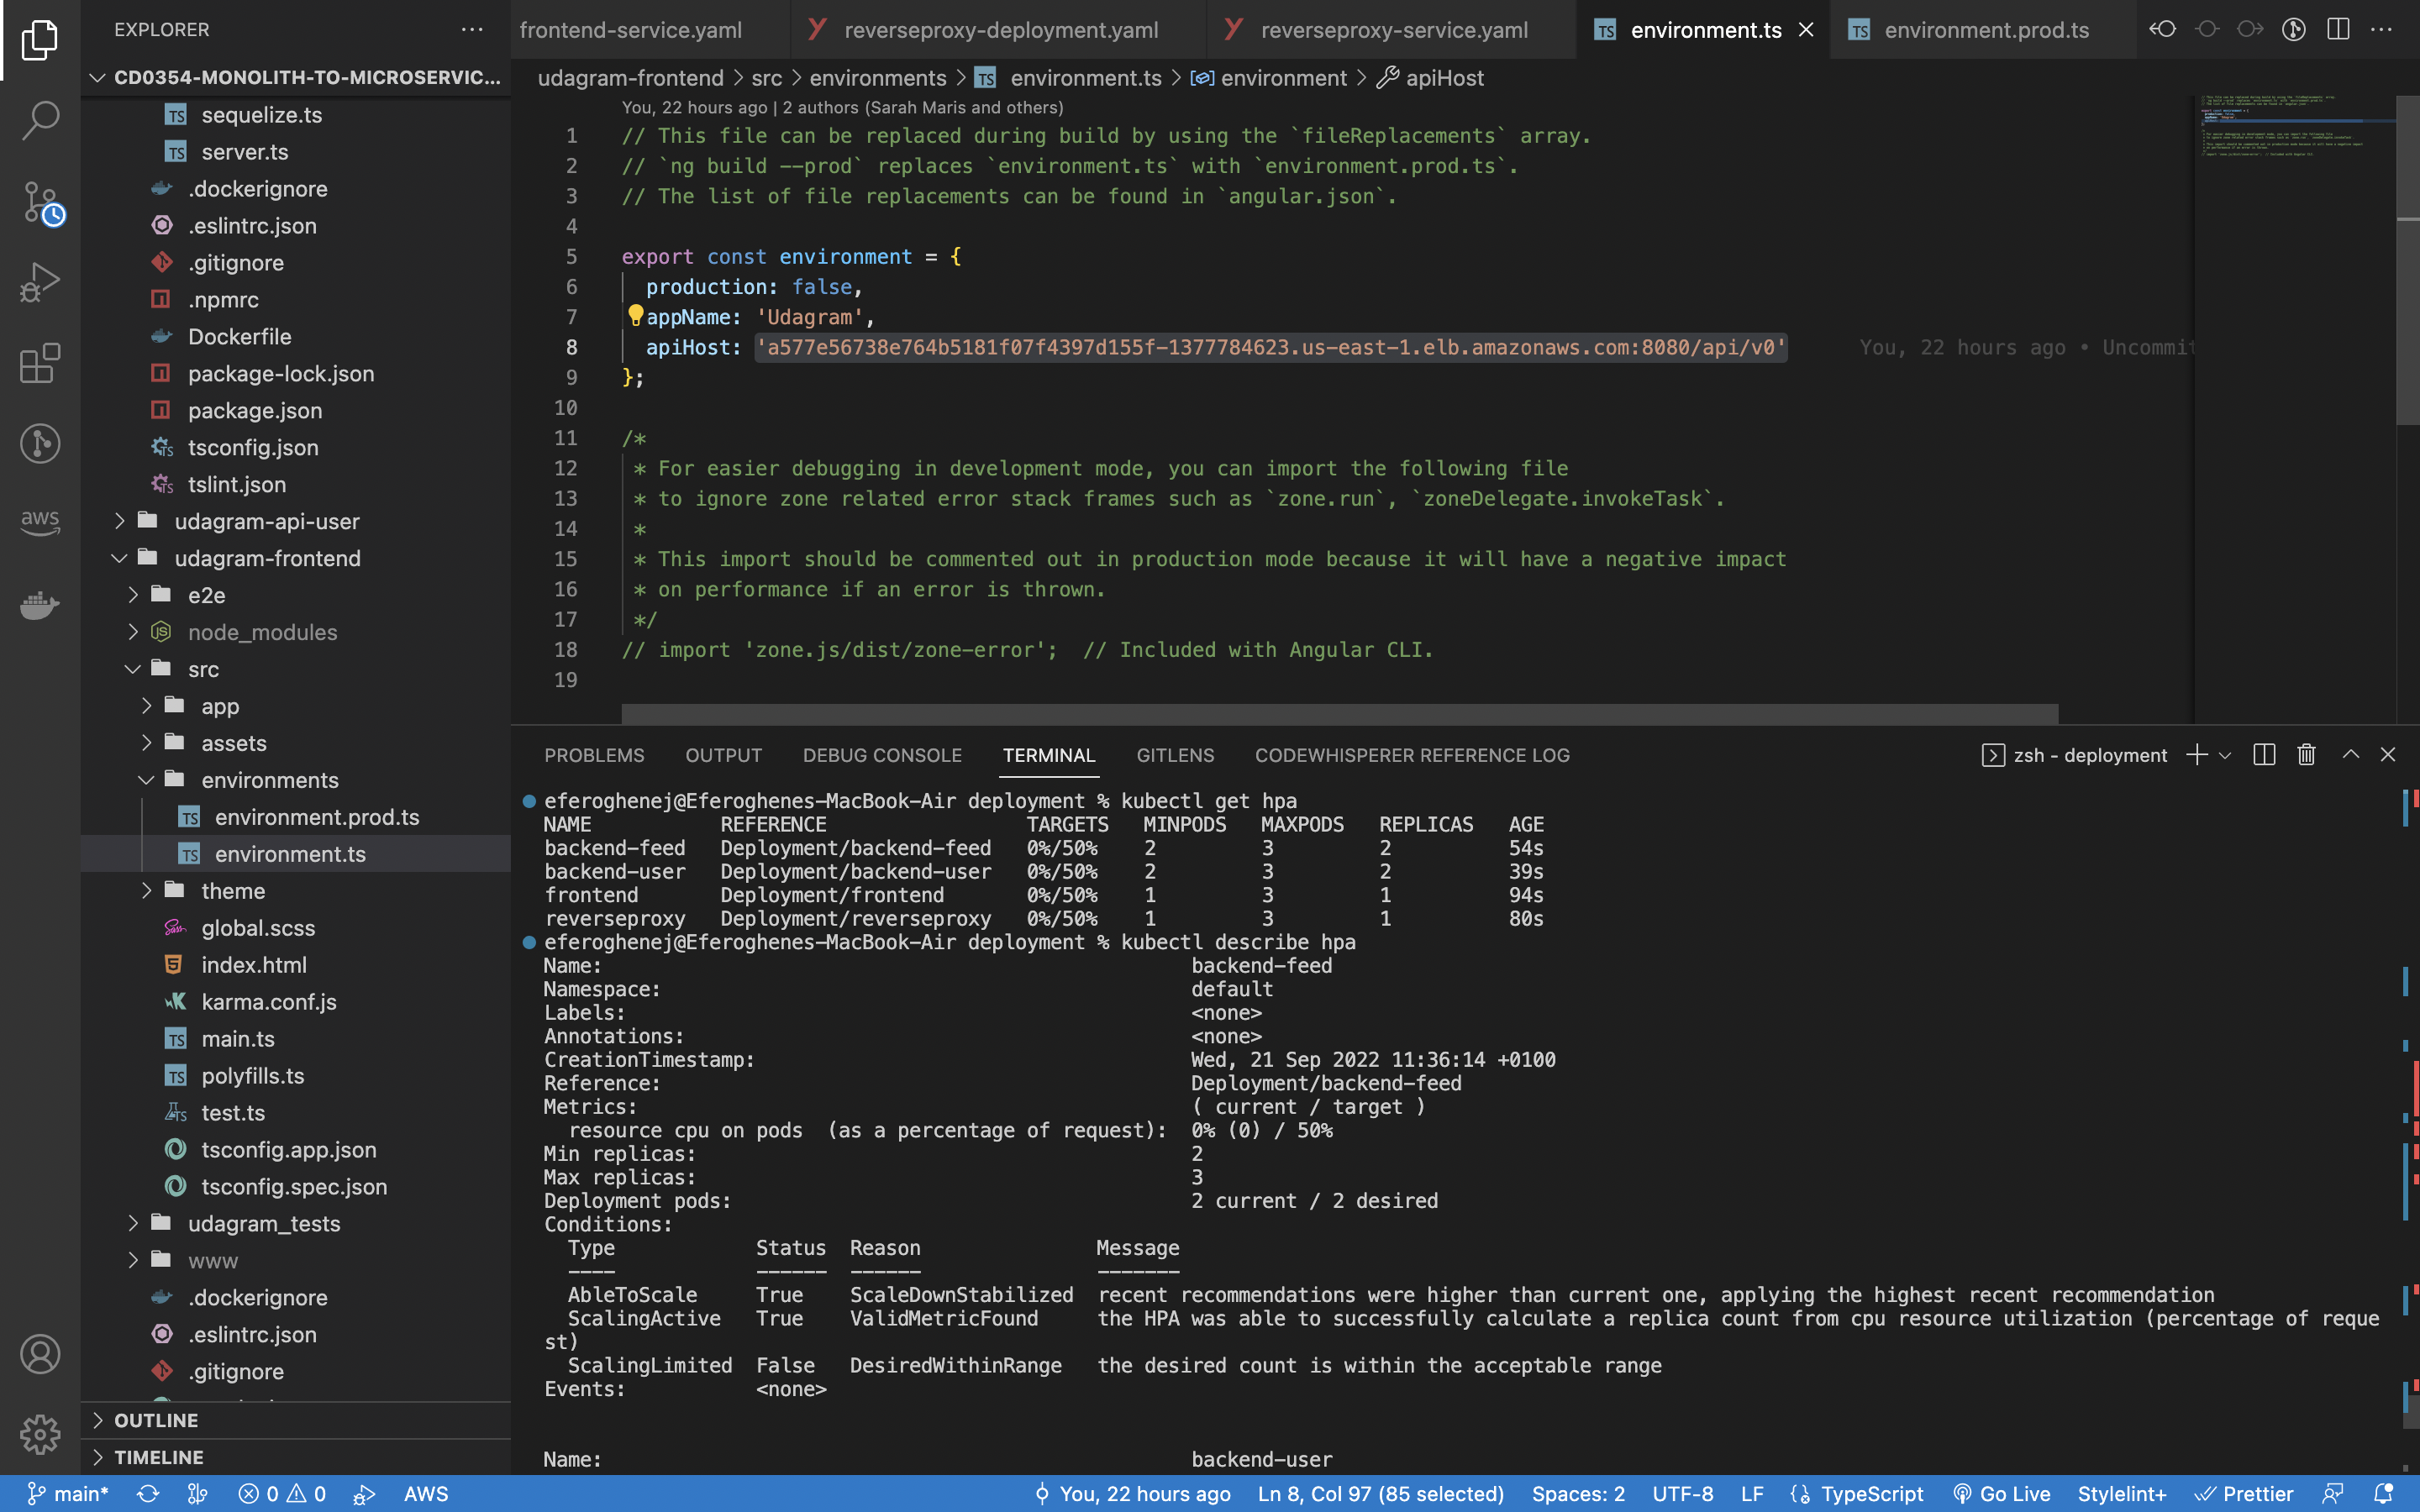 EXPLORER
CD0354-MONOLITH-TO-MICROSERVIC...
sequelize.ts
server.ts
.dockerignore
.eslintrc.json
.gitignore
.npmrc
Dockerfile
package-lock.json
package.json
tsconfig.json
tslint.json
udagram-api-user
udagram-frontend
e2e
node_modules
src
app
assets
environments
environment.prod.ts
environment.ts
theme
global.scss
index.html
karma.conf.js
main.ts
polyfills.ts
test.ts
tsconfig.app.json
tsconfig.spec.json
udagram_tests
www
.dockerignore
.eslintrc.json
.gitignore
OUTLINE
TIMELINE
aws
frontend-service.yaml reverseproxy-deployment.yaml reverseproxy-service.yaml environment.ts environment.prod.ts
udagram-frontend > src > environments > environment.ts > environment > apiHost
You, 22 hours ago | 2 authors (Sarah Maris and others)
1 // This file can be replaced during build by using the `fileReplacements` array.
2 // `ng build --prod` replaces `environment.ts` with `environment.prod.ts`.
3 // The list of file replacements can be found in `angular.json`.
4
5 export const environment = {
6 production: false,
7 appName: 'Udagram',
8 apiHost: 'a577e56738e764b5181f07f4397d155f-1377784623.us-east-1.elb.amazonaws.com:8080/api/v0' You, 22 hours ago • Uncommit
9 };
10
11 /*
12 * For easier debugging in development mode, you can import the following file
13 * to ignore zone related error stack frames such as `zone.run`, `zoneDelegate.invokeTask`.
14 *
15 * This import should be commented out in production mode because it will have a negative impact
16 * on performance if an error is thrown.
17 */
18 // import 'zone.js/dist/zone-error'; // Included with Angular CLI.
19
PROBLEMS OUTPUT DEBUG CONSOLE TERMINAL GITLENS CODEWHISPERER REFERENCE LOG zsh - deployment
eferoghenej@Eferoghenes-MacBook-Air deployment % kubectl get hpa
NAME REFERENCE TARGETS MINPODS MAXPODS REPLICAS AGE
backend-feed Deployment/backend-feed 0%/50% 2 3 2 54s
backend-user Deployment/backend-user 0%/50% 2 3 2 39s
frontend Deployment/frontend 0%/50% 1 3 1 94s
reverseproxy Deployment/reverseproxy 0%/50% 1 3 1 80s
eferoghenej@Eferoghenes-MacBook-Air deployment % kubectl describe hpa
Name: backend-feed
Namespace: default
Labels: <none>
Annotations: <none>
CreationTimestamp: Wed, 21 Sep 2022 11:36:14 +0100
Reference: Deployment/backend-feed
Metrics: ( current / target )
resource cpu on pods (as a percentage of request): 0% (0) / 50%
Min replicas: 2
Max replicas: 3
Deployment pods: 2 current / 2 desired
Conditions:
Type Status Reason Message
---- ------ ------ -------
AbleToScale True ScaleDownStabilized recent recommendations were higher than current one, applying the highest recent recommendation
ScalingActive True ValidMetricFound the HPA was able to successfully calculate a replica count from cpu resource utilization (percentage of reque
st)
ScalingLimited False DesiredWithinRange the desired count is within the acceptable range
Events: <none>
Name: backend-user
main* 0 0 AWS You, 22 hours ago Ln 8, Col 97 (85 selected) Spaces: 2 UTF-8 LF TypeScript Go Live Stylelint+ Prettier